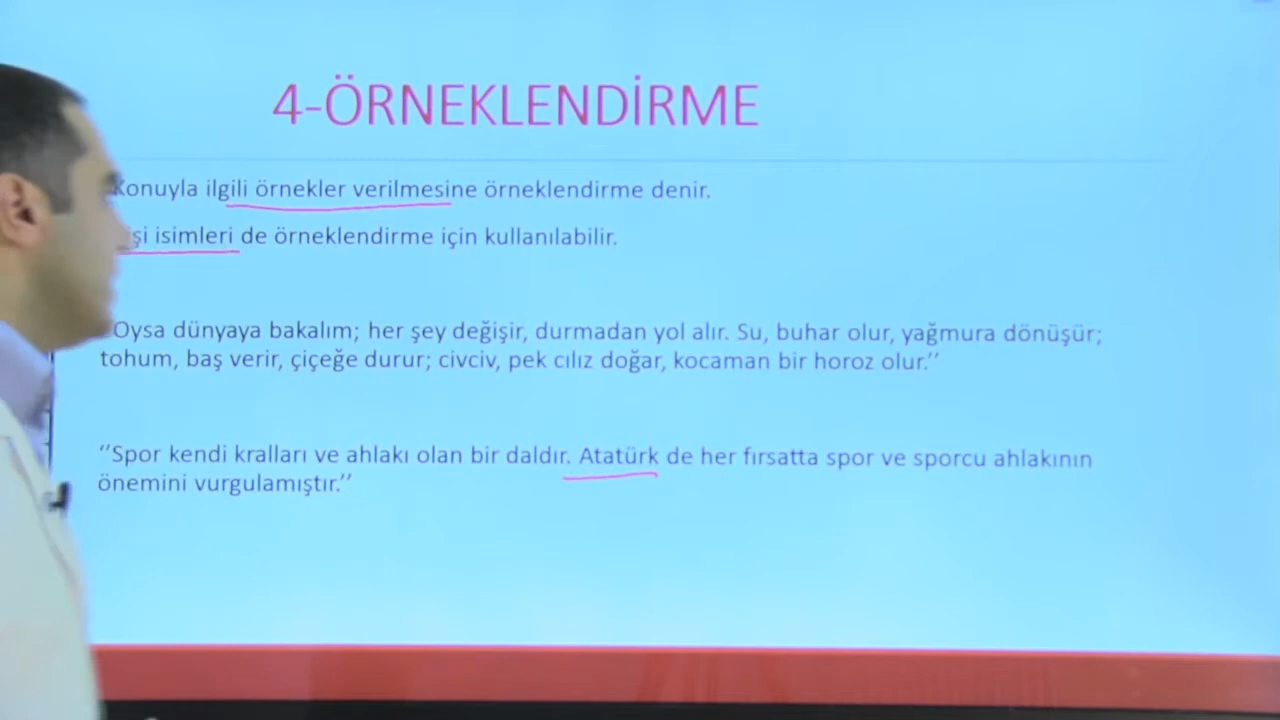 4-ÖRNEKLENDİRME
Konuyla ilgili örnekler verilmesine örneklendirme denir.
isimleri de örneklendirme için kullanılabilir.
Oysa dünyaya bakalım; her şey değişir, durmadan yol alır. Su, buhar olur, yağmura dönüşür;
tohum, baş verir, çiçeğe durur; civciv, pek cılız doğar, kocaman bir horoz olur.’’
‘’Spor kendi kralları ve ahlakı olan bir daldır. Atatürk de her fırsatta spor ve sporcu ahlakının
önemini vurgulamıştır.’’